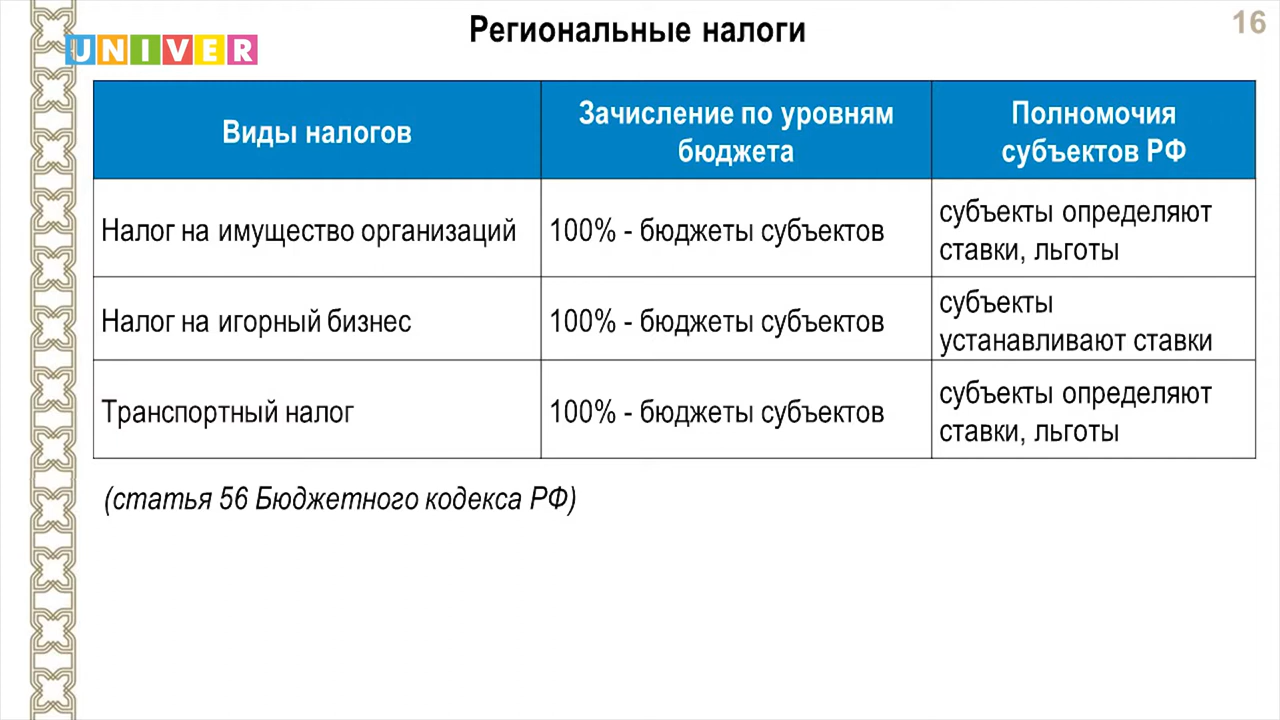 Региональные налоги
16
UNIVER
Виды налогов
Зачисление по уровням
бюджета
Полномочия
субъектов РФ
Налог на имущество организаций
100% - бюджеты субъектов
субъекты определяют
ставки, льготы
Налог на игорный бизнес
100% - бюджеты субъектов
субъекты
устанавливают ставки
Транспортный налог
100% - бюджеты субъектов
субъекты определяют
ставки, льготы
(статья 56 Бюджетного кодекса РФ)